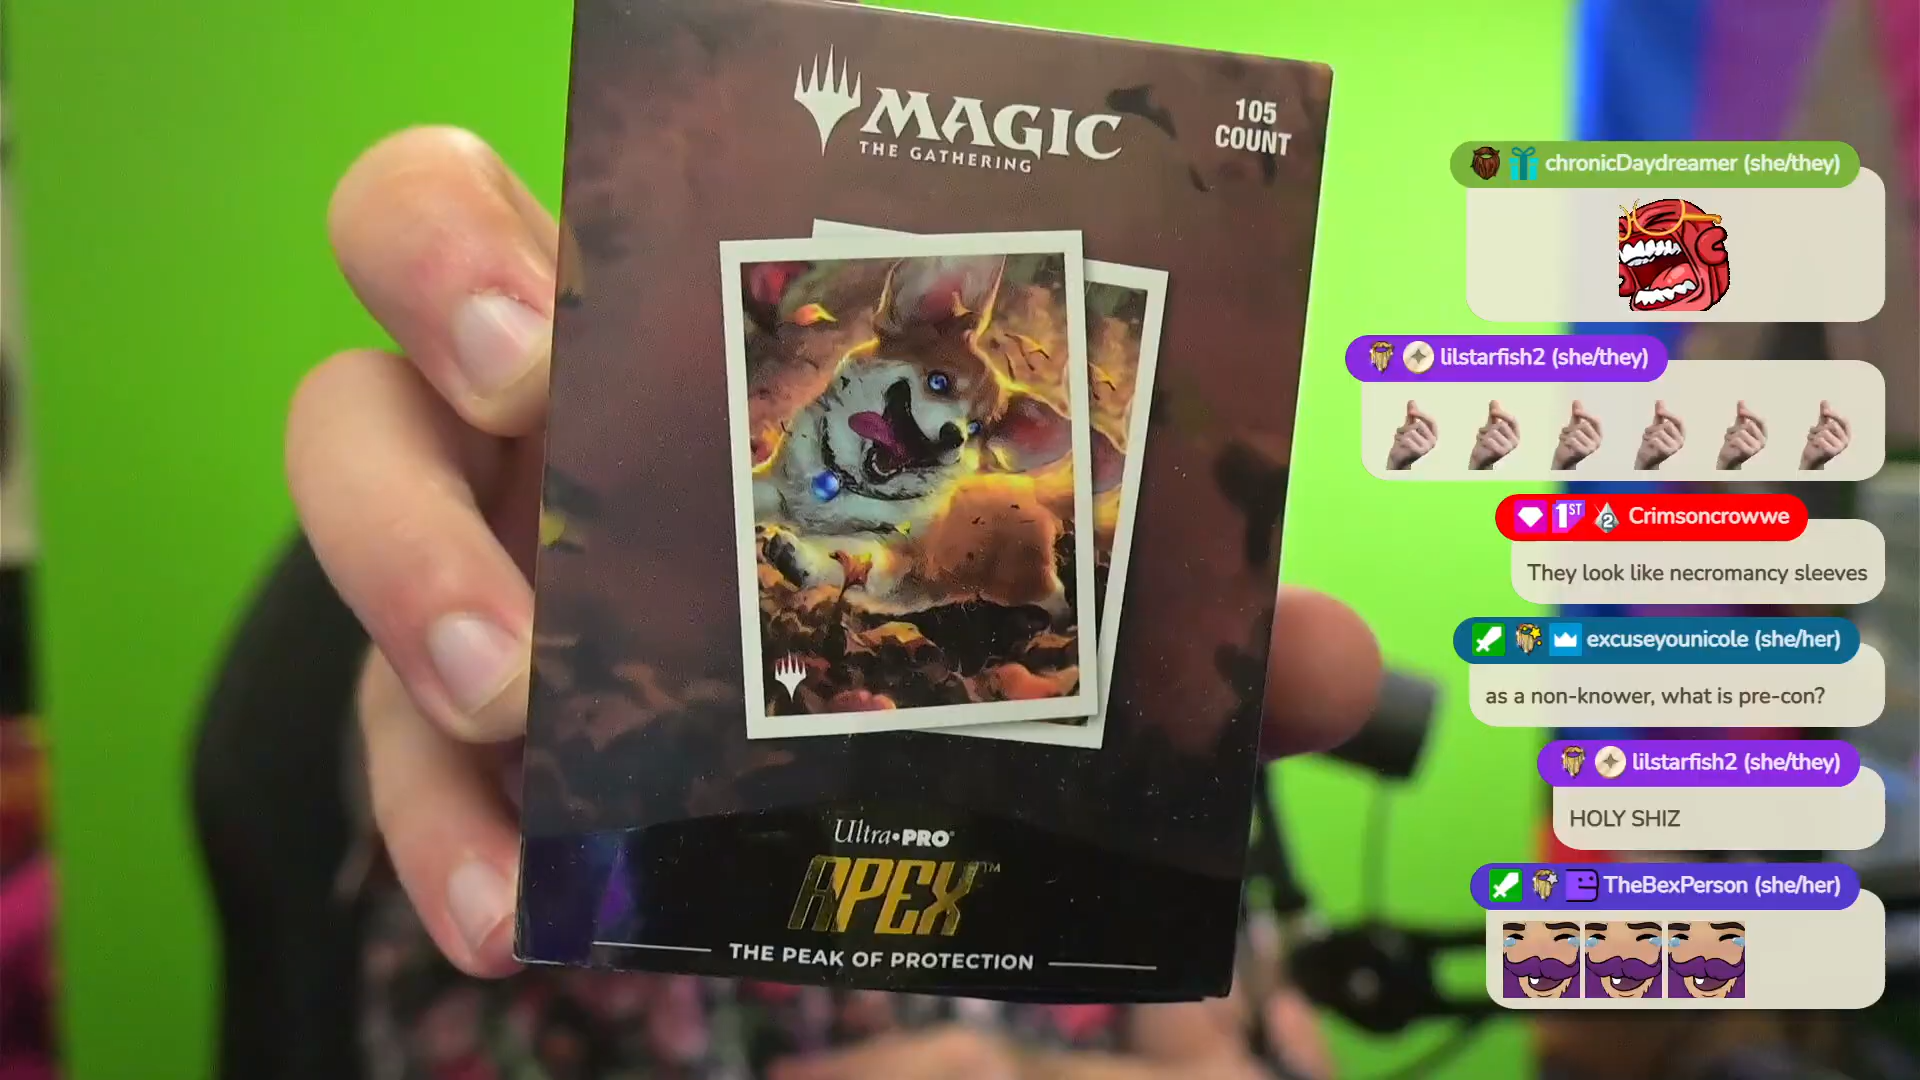 MAGIC
THE GATHERING
105
COUNT
Ultra•PRO®
APEX™
THE PEAK OF PROTECTION
chronicDaydreamer (she/they)
lilstarfish2 (she/they)
1ST
2
Crimsoncrowwe
They look like necromancy sleeves
excuseyounicole (she/her)
as a non-knower, what is pre-con?
lilstarfish2 (she/they)
HOLY SHIZ
TheBexPerson (she/her)